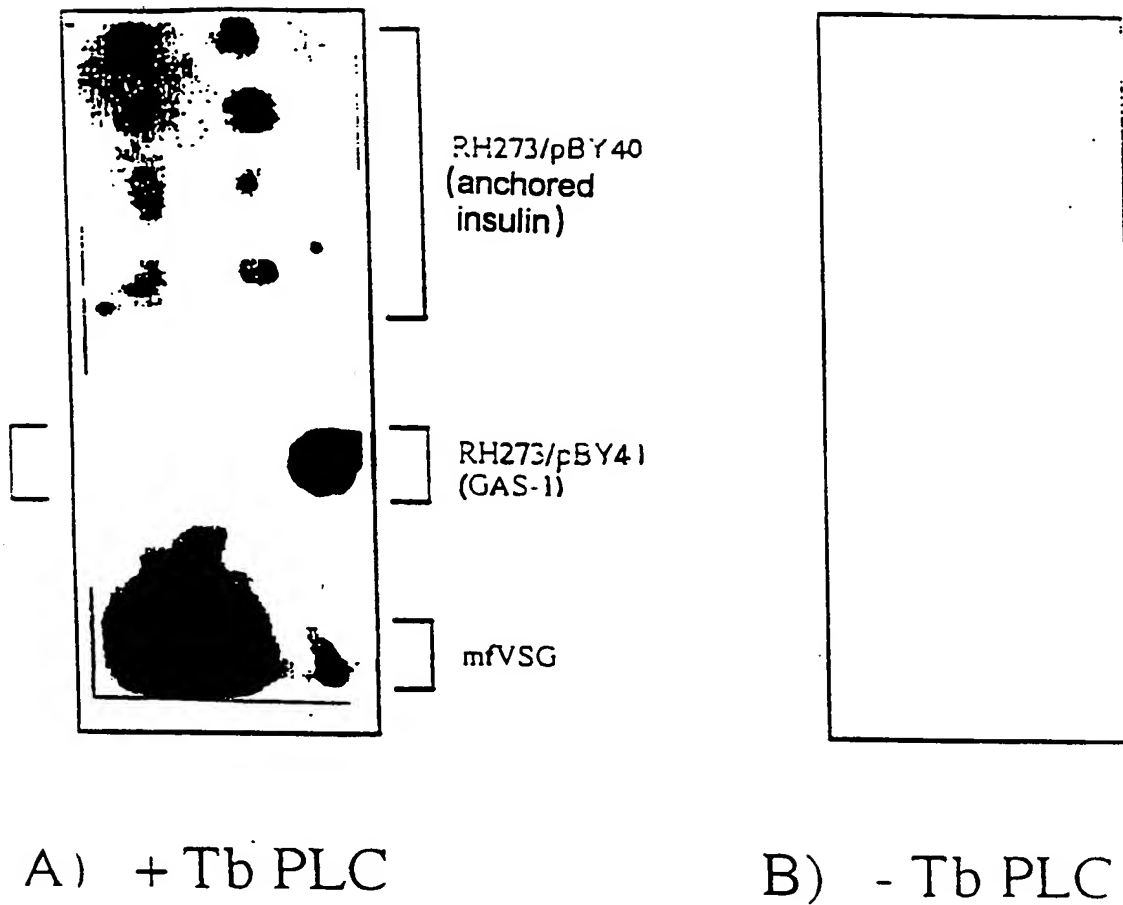 RH273/pBY40
(anchored
insulin)
RH273/pBY41
(GAS-1)
mfVSG
A) + Tb PLC
B) - Tb PLC